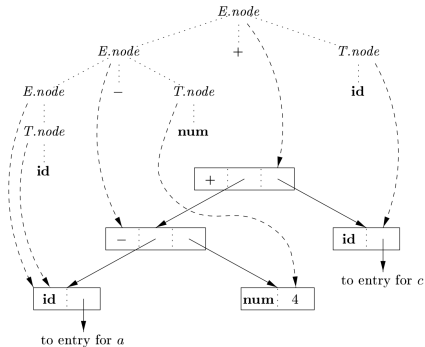 E.node
E.node + T.node
E.node − T.node id
T.node num
id
+
− id
to entry for c
id num 4
to entry for a